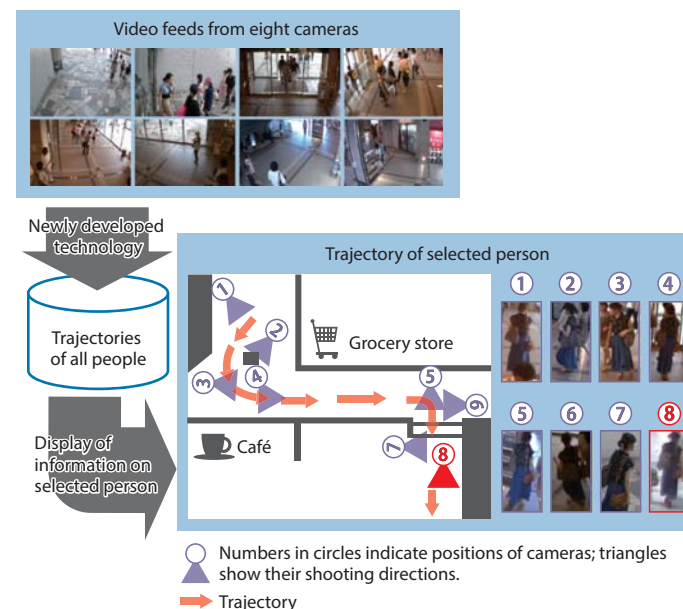 Video feeds from eight cameras
Newly developed
technology
Trajectories
of all people
Display of
information on
selected person
Trajectory of selected person
1
2
3
4
5
6
7
8
Grocery store
Café
1 2 3 4
5 6 7 8
Numbers in circles indicate positions of cameras; triangles
show their shooting directions.
Trajectory